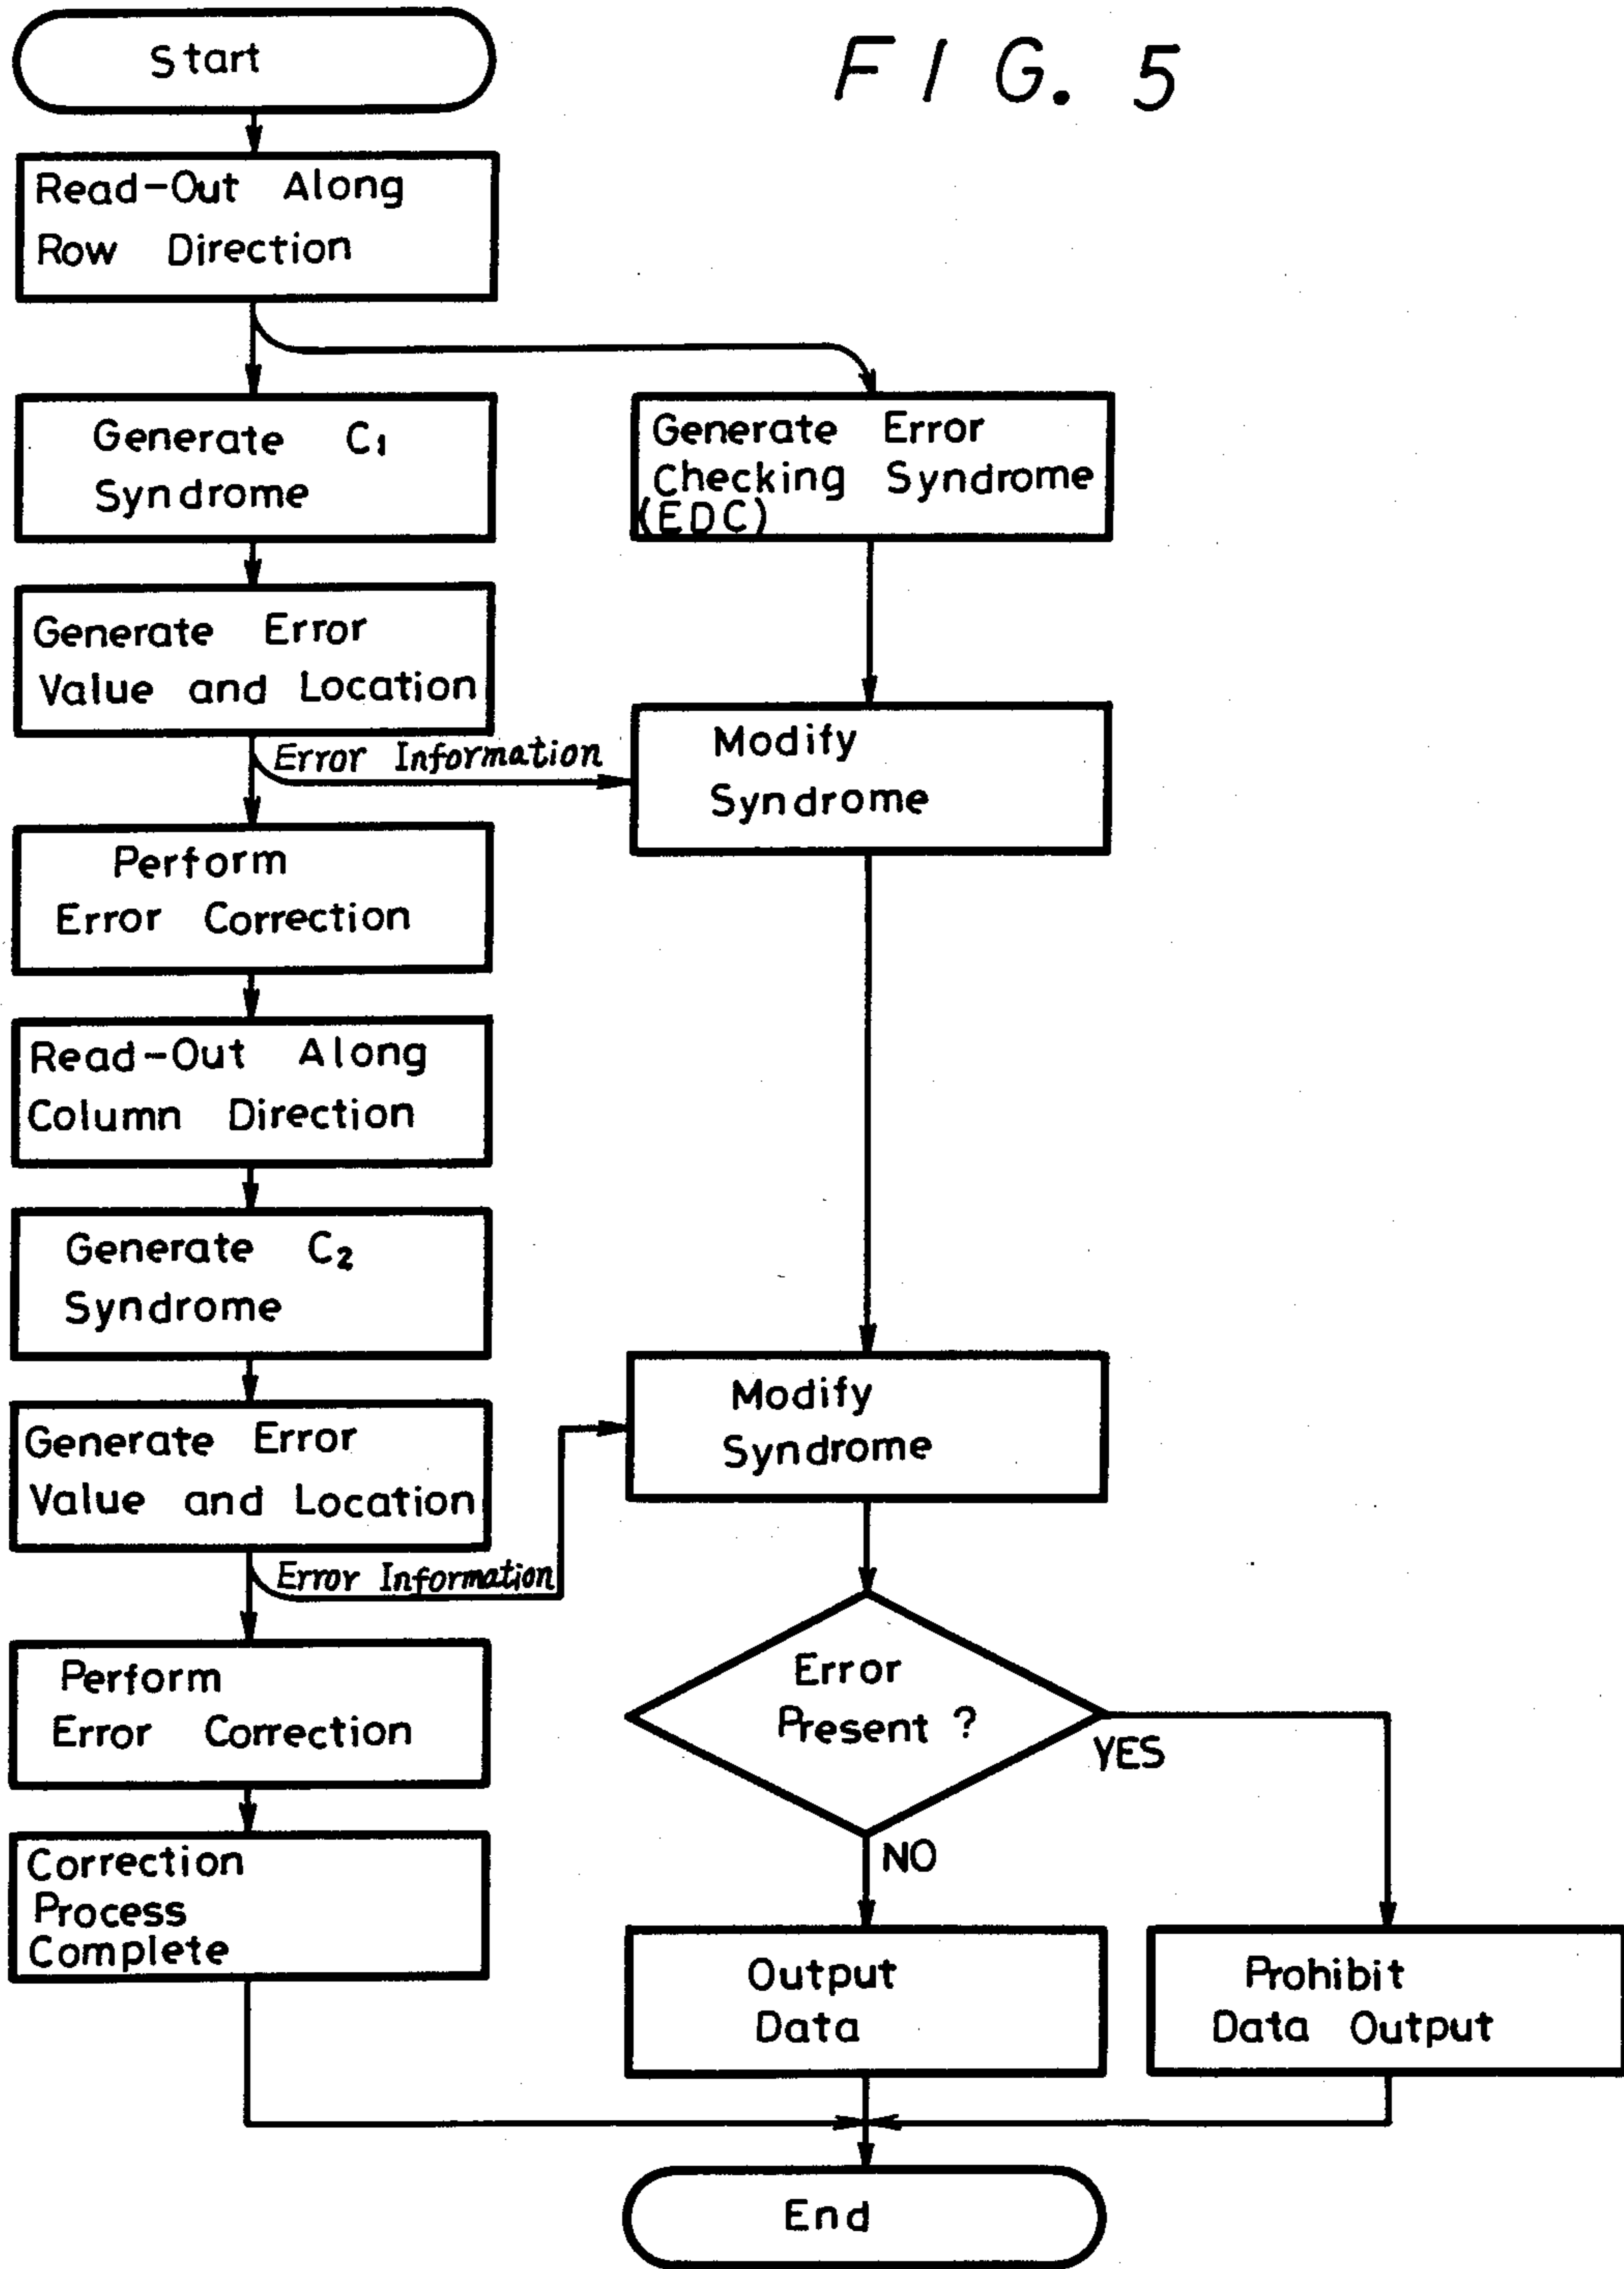 FIG. 5
Start
Read-Out Along
Row Direction
Generate C1
Syndrome
Generate Error
Checking Syndrome
(EDC)
Generate Error
Value and Location
Error Information
Modify
Syndrome
Perform
Error Correction
Read-Out Along
Column Direction
Generate C2
Syndrome
Modify
Syndrome
Generate Error
Value and Location
Error Information
Error
Present ?
YES
NO
Perform
Error Correction
Correction
Process
Complete
Output
Data
Prohibit
Data Output
End